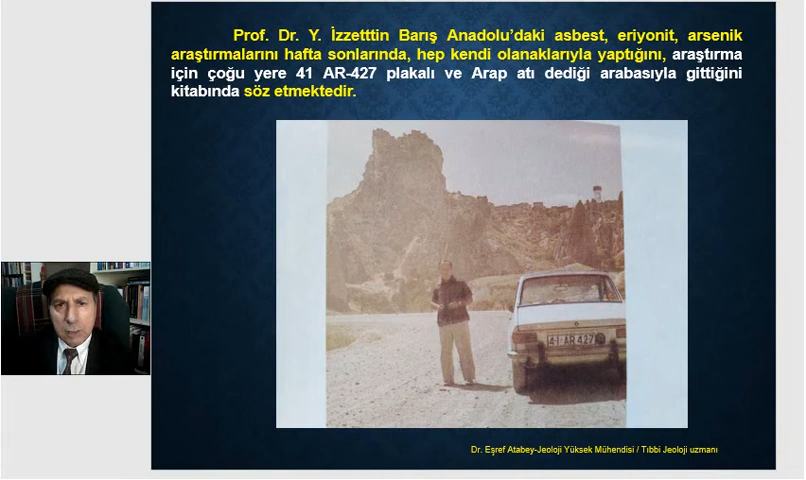 Prof. Dr. Y. İzzetttin Barış Anadolu'daki asbest, eriyonit, arsenik
araştırmalarını hafta sonlarında, hep kendi olanaklarıyla yaptığını, araştırma
için çoğu yere 41 AR-427 plakalı ve Arap atı dediği arabasıyla gittiğini
kitabında söz etmektedir.
41 AR 427
Dr. Eşref Atabey-Jeoloji Yüksek Mühendisi / Tıbbi Jeoloji uzmanı